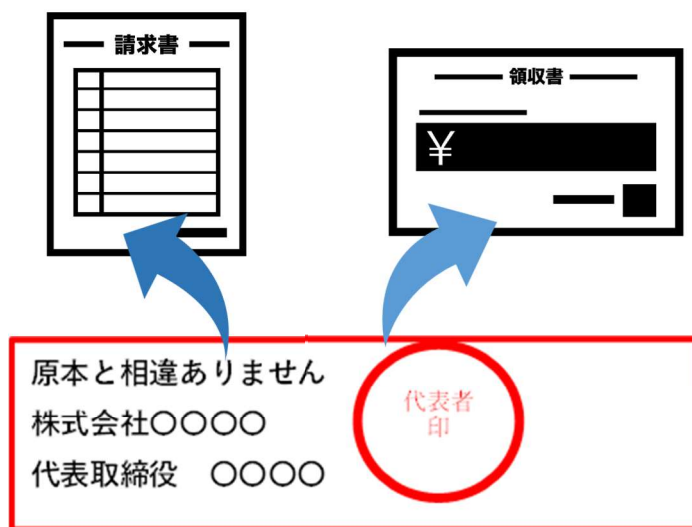 請求書
領収書
¥
原本と相違ありません
株式会社〇〇〇〇
代表取締役　〇〇〇〇
代表者
印